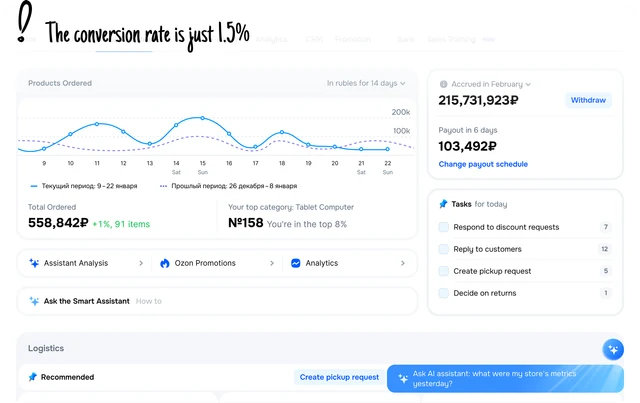 ! The conversion rate is just 1.5%
Products Ordered
In rubles for 14 days
200k
100k
9 10 11 12 13 14 15 16 17 18 19 20 21 22
Sat Sun Sat Sun
Текущий период: 9 - 22 января
Прошлый период: 26 декабря - 8 января
Total Ordered
558,842₽ +1%, 91 items
Your top category: Tablet Computer
№158 You're in the top 8%
Assistant Analysis
Ozon Promotions
Analytics
Ask the Smart Assistant How to
Accrued in February
215,731,923₽
Withdraw
Payout in 6 days
103,492₽
Change payout schedule
Tasks for today
Respond to discount requests 7
Reply to customers 12
Create pickup request 5
Decide on returns 1
Logistics
Recommended
Create pickup request
Ask AI assistant: what were my store's metrics
yesterday?